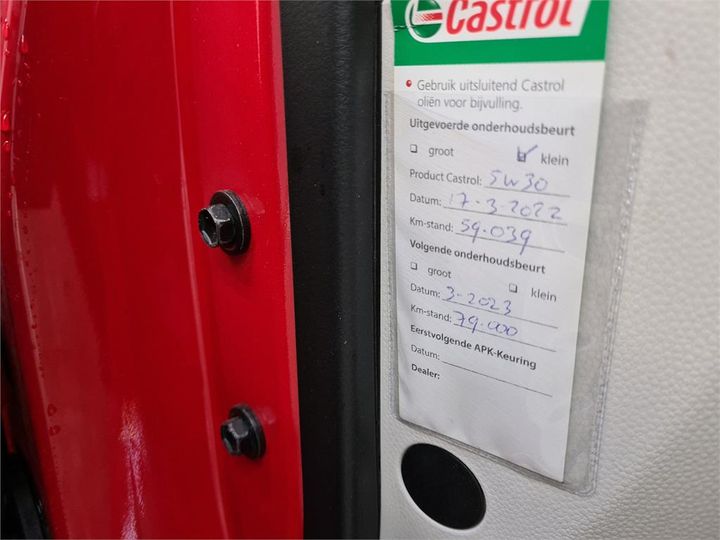 Castrol
Gebruik uitsluitend Castrol
oliën voor bijvulling.
Uitgevoerde onderhoudsbeurt
groot klein
Product Castrol: 5W30
Datum: 17-3-2022
Km-stand: 59.039
Volgende onderhoudsbeurt
groot klein
Datum: 3-2023
Km-stand: 79.000
Eerstvolgende APK-Keuring
Datum:
Dealer: